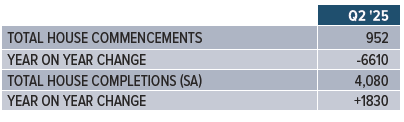 Q2 '25
TOTAL HOUSE COMMENCEMENTS 952
YEAR ON YEAR CHANGE -6610
TOTAL HOUSE COMPLETIONS (SA) 4,080
YEAR ON YEAR CHANGE +1830